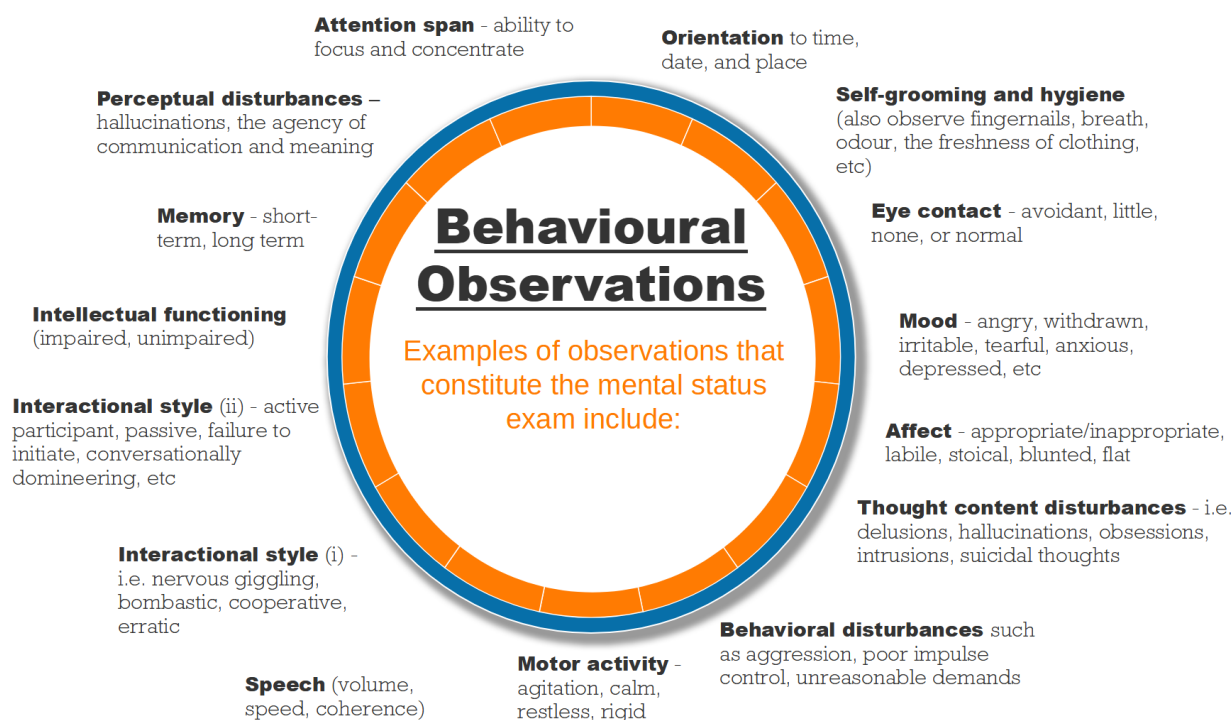 Behavioural
Observations
Examples of observations that
constitute the mental status
exam include:
Orientation to time,
date, and place
Self-grooming and hygiene
(also observe fingernails, breath,
odour, the freshness of clothing,
etc)
Eye contact - avoidant, little,
none, or normal
Mood - angry, withdrawn,
irritable, tearful, anxious,
depressed, etc
Affect - appropriate/inappropriate,
labile, stoical, blunted, flat
Thought content disturbances - i.e.
delusions, hallucinations, obsessions,
intrusions, suicidal thoughts
Behavioral disturbances such
as aggression, poor impulse
control, unreasonable demands
Motor activity -
agitation, calm,
restless, rigid
Speech (volume,
speed, coherence)
Interactional style (i) -
i.e. nervous giggling,
bombastic, cooperative,
erratic
Interactional style (ii) - active
participant, passive, failure to
initiate, conversationally
domineering, etc
Intellectual functioning
(impaired, unimpaired)
Memory - short-
term, long term
Perceptual disturbances –
hallucinations, the agency of
communication and meaning
Attention span - ability to
focus and concentrate